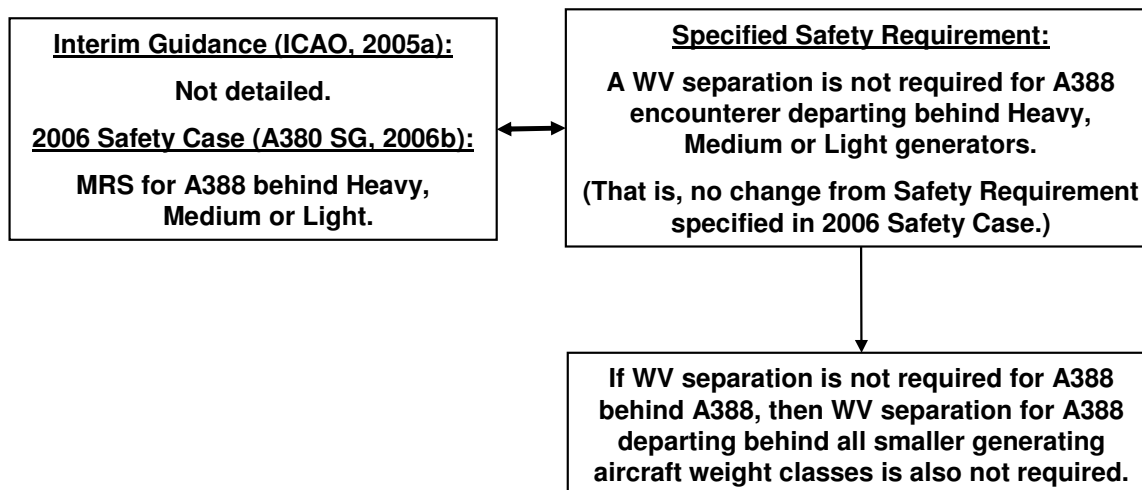 Interim Guidance (ICAO, 2005a):
Not detailed.
2006 Safety Case (A380 SG, 2006b):
MRS for A388 behind Heavy,
Medium or Light.
Specified Safety Requirement:
A WV separation is not required for A388
encounterer departing behind Heavy,
Medium or Light generators.
(That is, no change from Safety Requirement
specified in 2006 Safety Case.)
If WV separation is not required for A388
behind A388, then WV separation for A388
departing behind all smaller generating
aircraft weight classes is also not required.